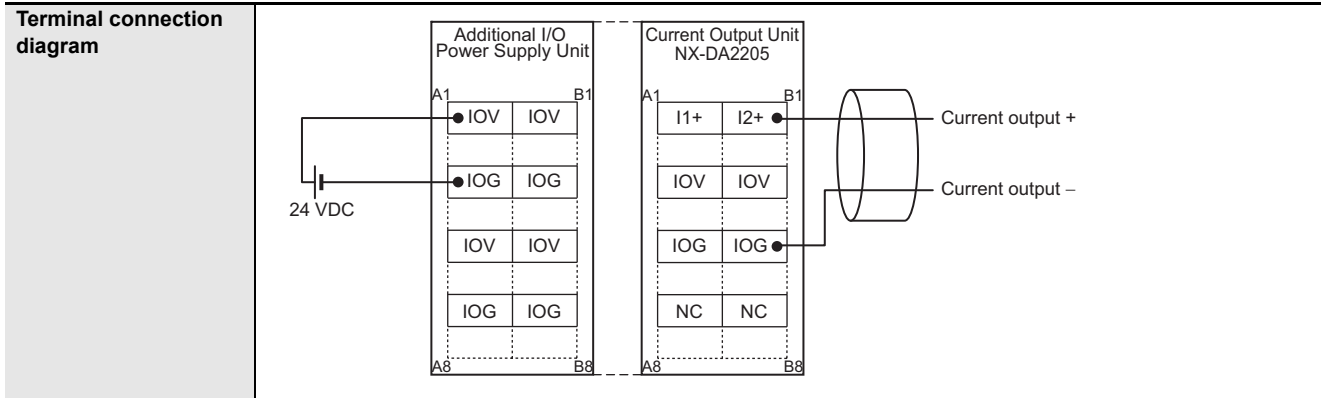 Terminal connection
diagram
Additional I/O
Power Supply Unit
A1 B1
IOV IOV
IOG IOG
IOV IOV
IOG IOG
A8 B8
24 VDC
Current Output Unit
NX-DA2205
A1 B1
I1+ I2+
IOV IOV
IOG IOG
NC NC
A8 B8
Current output +
Current output −